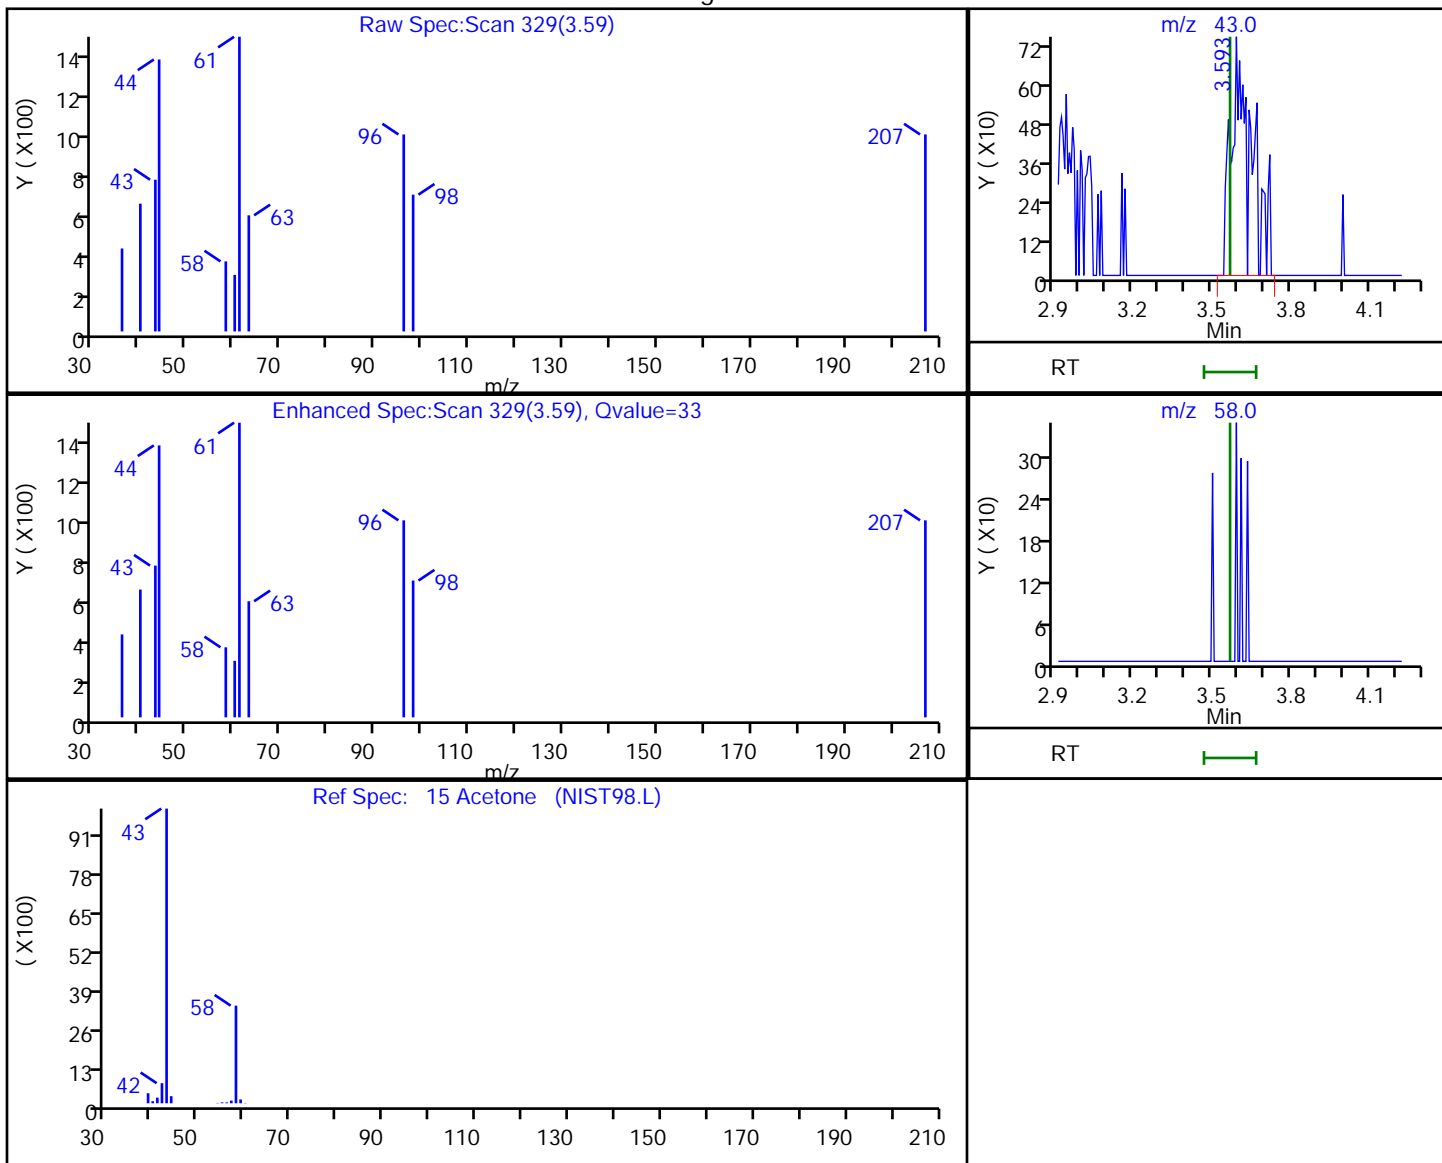 Raw Spec:Scan 329(3.59)
Y ( X100)
14
12
10
8
6
4
2
0
44
61
43
58
63
96
98
207
30 50 70 90 110 130 150 170 190 210
m/z
m/z 43.0
Y ( X10)
72
60
48
36
24
12
0
3.593
2.9 3.2 3.5 3.8 4.1
Min
RT
Enhanced Spec:Scan 329(3.59), Qvalue=33
Y ( X100)
14
12
10
8
6
4
2
0
44
61
43
58
63
96
98
207
30 50 70 90 110 130 150 170 190 210
m/z
m/z 58.0
Y ( X10)
30
24
18
12
6
0
2.9 3.2 3.5 3.8 4.1
Min
RT
Ref Spec: 15 Acetone (NIST98.L)
( X100)
91
78
65
52
39
26
13
0
43
58
42
30 50 70 90 110 130 150 170 190 210